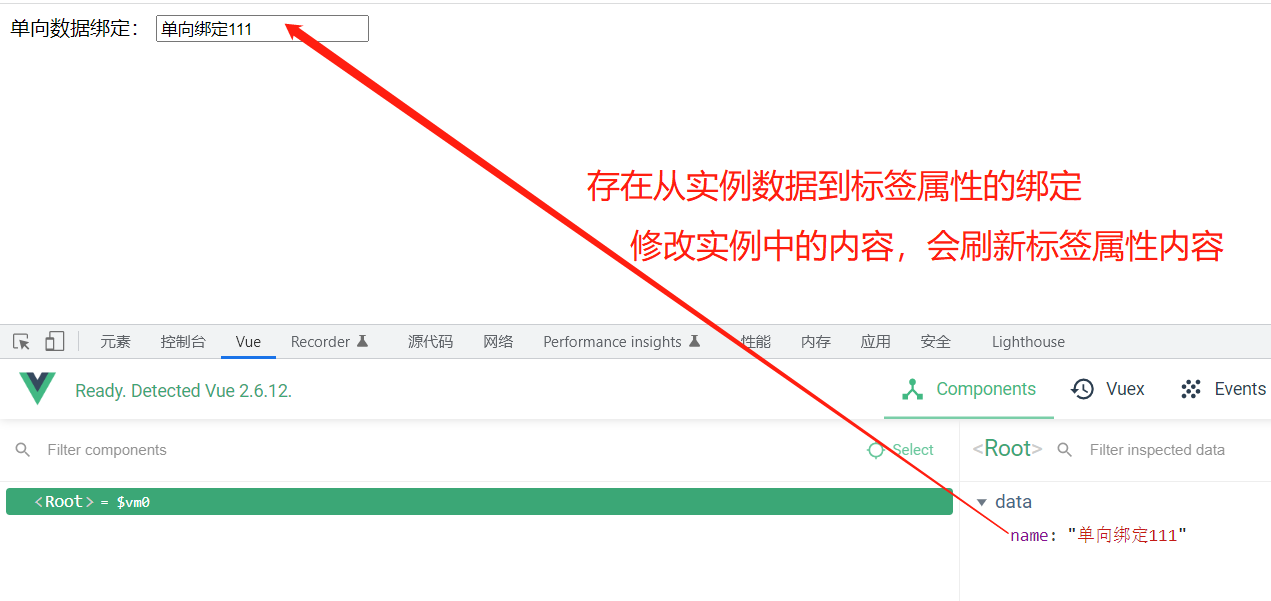 单向数据绑定： 单向绑定111
存在从实例数据到标签属性的绑定
修改实例中的内容，会刷新标签属性内容
元素 控制台 Vue Recorder 源代码 网络 Performance insights 性能 内存 应用 安全 Lighthouse
Ready. Detected Vue 2.6.12. Components Vuex Events
Filter components Select <Root> Filter inspected data
<Root> = $vm0 data
name: "单向绑定111"